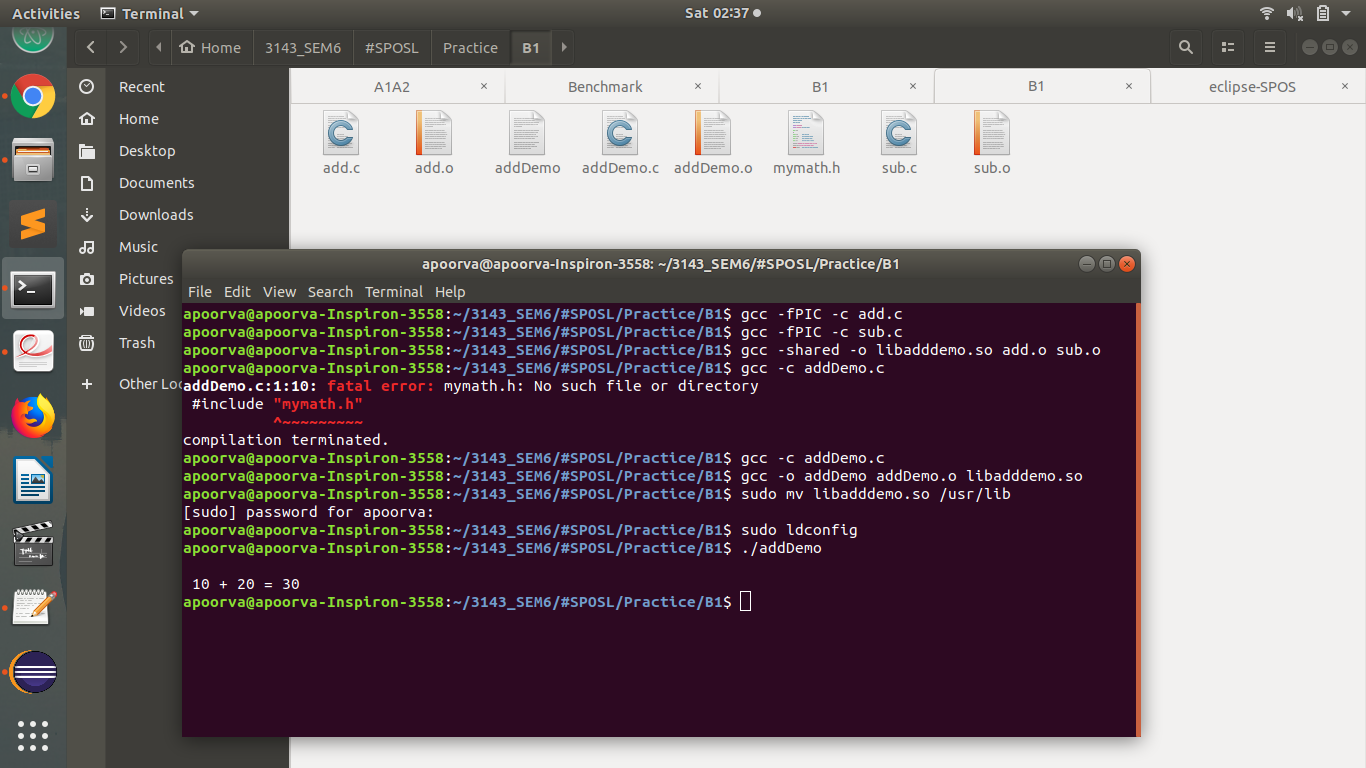 Activities Terminal Sat 02:37
Home 3143_SEM6 #SPOSL Practice B1
Recent
Home
Desktop
Documents
Downloads
Music
Pictures
Videos
Trash
Other Loc
A1A2 Benchmark B1 B1 eclipse-SPOS
add.c add.o addDemo addDemo.c addDemo.o mymath.h sub.c sub.o
apoorva@apoorva-Inspiron-3558: ~/3143_SEM6/#SPOSL/Practice/B1
File Edit View Search Terminal Help
apoorva@apoorva-Inspiron-3558:~/3143_SEM6/#SPOSL/Practice/B1$ gcc -fPIC -c add.c
apoorva@apoorva-Inspiron-3558:~/3143_SEM6/#SPOSL/Practice/B1$ gcc -fPIC -c sub.c
apoorva@apoorva-Inspiron-3558:~/3143_SEM6/#SPOSL/Practice/B1$ gcc -shared -o libadddemo.so add.o sub.o
apoorva@apoorva-Inspiron-3558:~/3143_SEM6/#SPOSL/Practice/B1$ gcc -c addDemo.c
addDemo.c:1:10: fatal error: mymath.h: No such file or directory
#include "mymath.h"
^~~~~~~~~~
compilation terminated.
apoorva@apoorva-Inspiron-3558:~/3143_SEM6/#SPOSL/Practice/B1$ gcc -c addDemo.c
apoorva@apoorva-Inspiron-3558:~/3143_SEM6/#SPOSL/Practice/B1$ gcc -o addDemo addDemo.o libadddemo.so
apoorva@apoorva-Inspiron-3558:~/3143_SEM6/#SPOSL/Practice/B1$ sudo mv libadddemo.so /usr/lib
[sudo] password for apoorva:
apoorva@apoorva-Inspiron-3558:~/3143_SEM6/#SPOSL/Practice/B1$ sudo ldconfig
apoorva@apoorva-Inspiron-3558:~/3143_SEM6/#SPOSL/Practice/B1$ ./addDemo
10 + 20 = 30
apoorva@apoorva-Inspiron-3558:~/3143_SEM6/#SPOSL/Practice/B1$